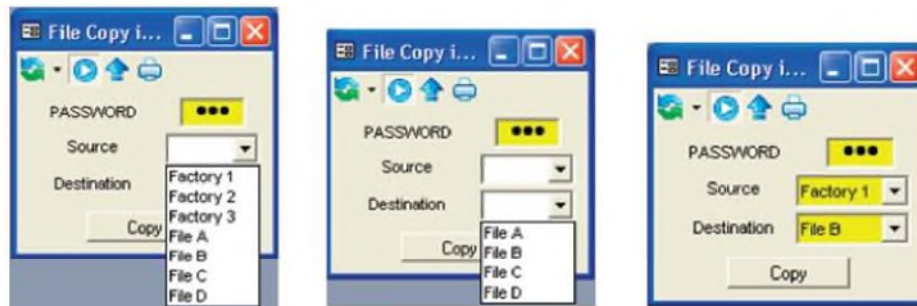 File Copy i...
PASSWORD
Source
Destination
Factory 1
Factory 2
Factory 3
File A
File B
File C
File D
Copy
File Copy i...
PASSWORD
Source
Destination
File A
File B
File C
File D
Copy
File Copy i...
PASSWORD
Source Factory 1
Destination File B
Copy